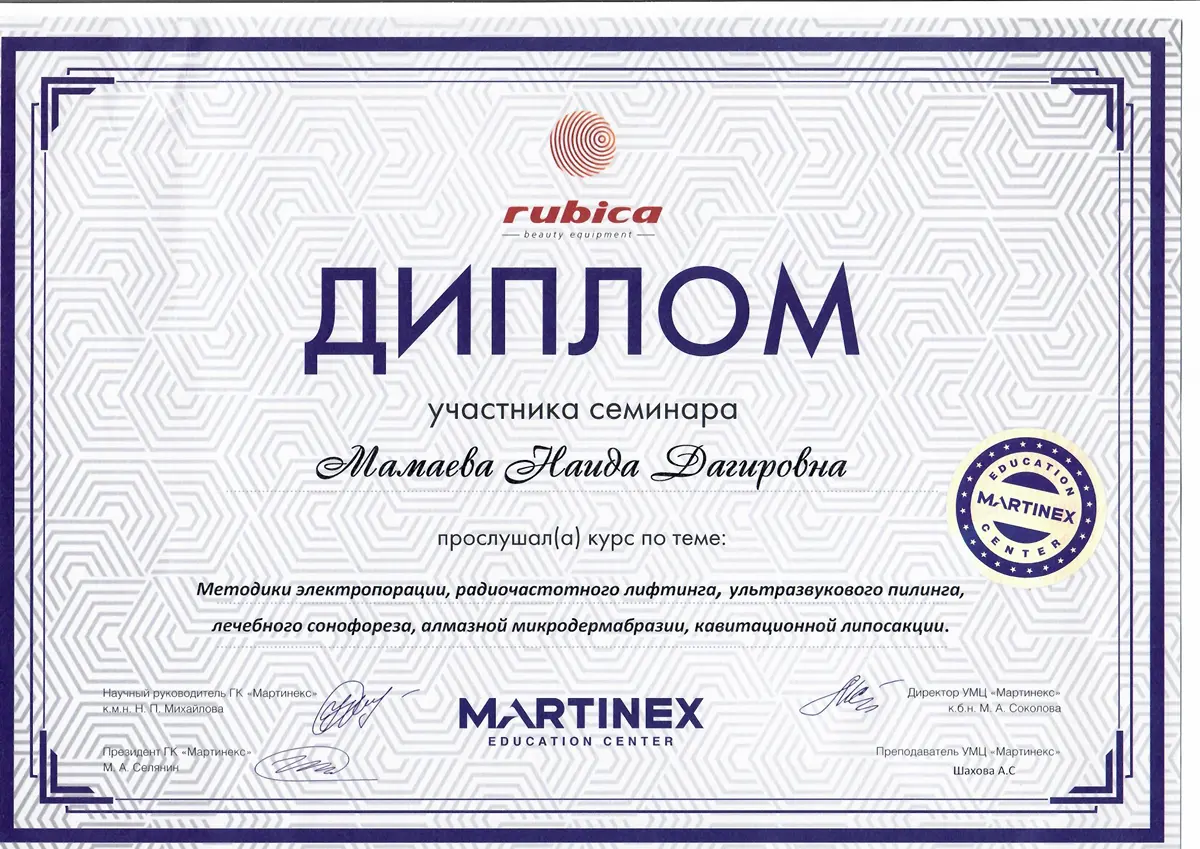 rubica
beauty equipment
ДИПЛОМ
участника семинара
Мамаева Наида Дагировна
прослушал(а) курс по теме:
Методики электропорации, радиочастотного лифтинга, ультразвукового пилинга,
лечебного сонофореза, алмазной микродермабразии, кавитационной липосакции.
EDUCATION
MARTINEX
CENTER
Научный руководитель ГК «Мартинекс»
к.м.н. Н. П. Михайлова
Президент ГК «Мартинекс»
М. А. Селянин
MARTINEX
EDUCATION CENTER
Директор УМЦ «Мартинекс»
к.б.н. М. А. Соколова
Преподаватель УМЦ «Мартинекс»
Шахова А.С